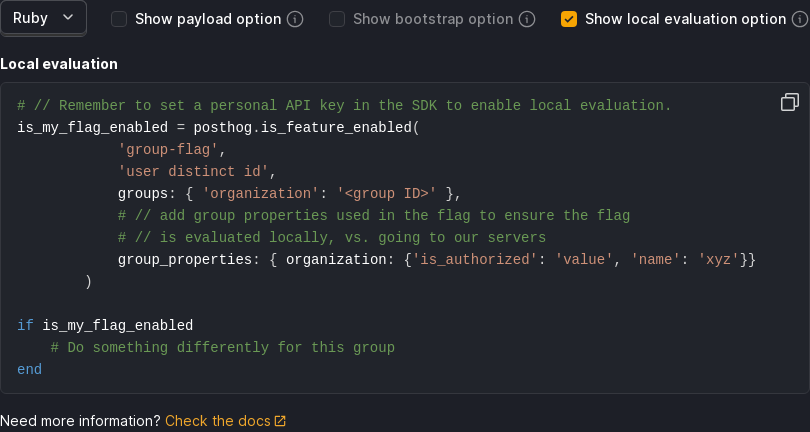 Ruby Show payload option Show bootstrap option Show local evaluation option
Local evaluation
# // Remember to set a personal API key in the SDK to enable local evaluation.
is_my_flag_enabled = posthog.is_feature_enabled(
            'group-flag',
            'user distinct id',
            groups: { 'organization': '<group ID>' },
            # // add group properties used in the flag to ensure the flag
            # // is evaluated locally, vs. going to our servers
            group_properties: { organization: {'is_authorized': 'value', 'name': 'xyz'}}
        )
if is_my_flag_enabled
    # Do something differently for this group
end
Need more information? Check the docs